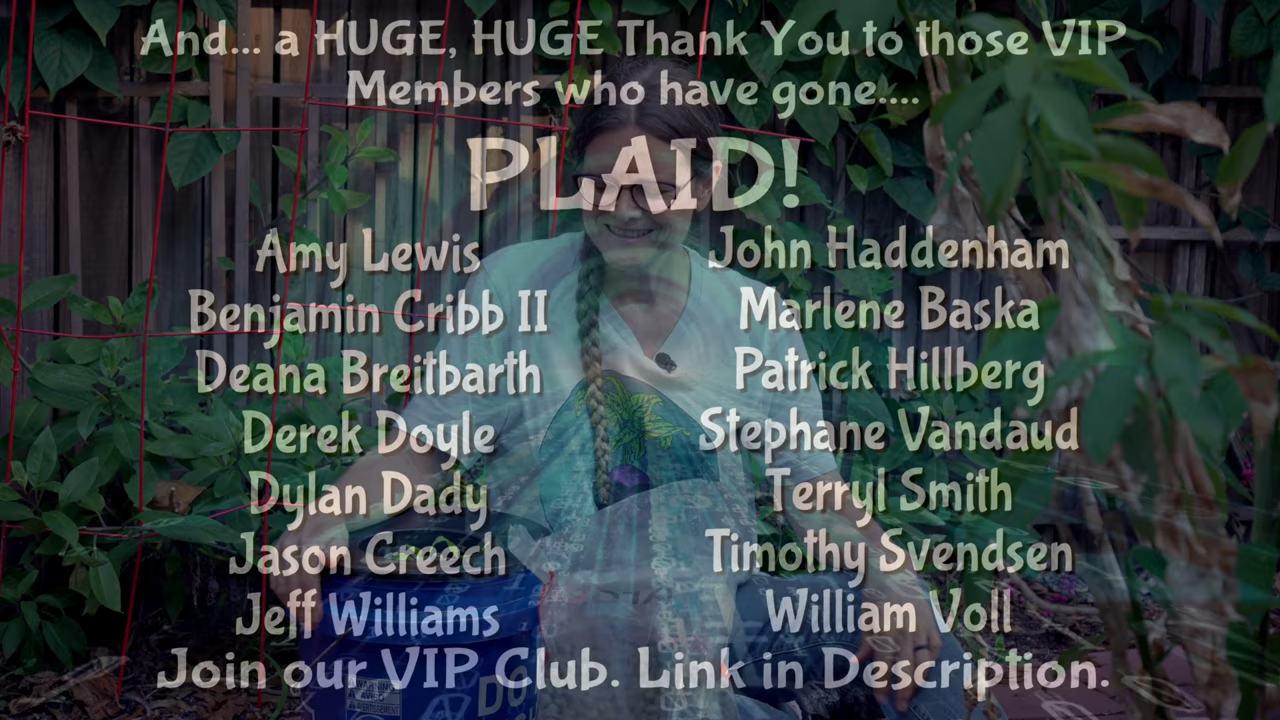 And... a HUGE, HUGE Thank You to those VIP
Members who have gone....
PLAID!
Amy Lewis
Benjamin Cribb II
Deana Breitbarth
Derek Doyle
Dylan Dady
Jason Creech
Jeff Williams
John Haddenham
Marlene Baska
Patrick Hillberg
Stephane Vandaud
Terryl Smith
Timothy Svendsen
William Voll
Join our VIP Club. Link in Description.